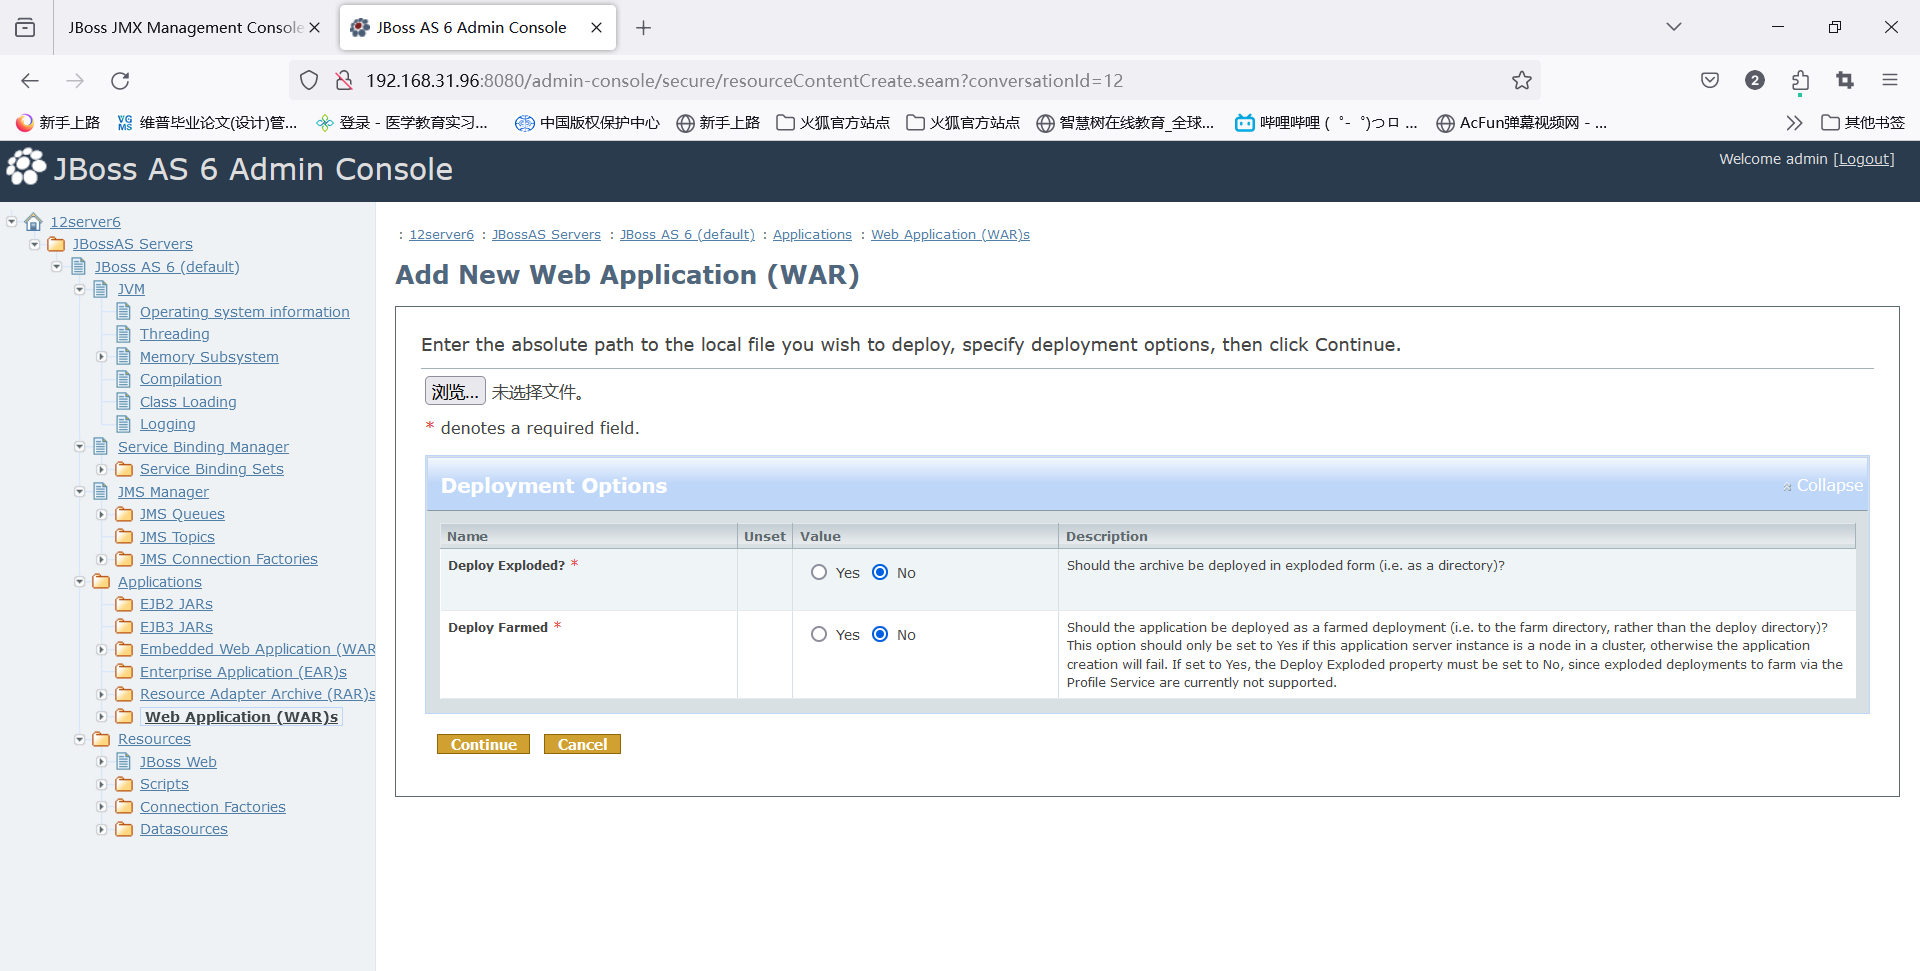 JBoss JMX Management Console
JBoss AS 6 Admin Console
192.168.31.96:8080/admin-console/secure/resourceContentCreate.seam?conversationId=12
2
新手上路
VG MS 维普毕业论文(设计)管...
登录 - 医学教育实习...
中国版权保护中心
新手上路
火狐官方站点
火狐官方站点
智慧树在线教育_全球...
哔哩哔哩 ( ゜- ゜)つロ ...
AcFun弹幕视频网 - ...
其他书签
JBoss AS 6 Admin Console
Welcome admin [Logout]
12server6
JBossAS Servers
JBoss AS 6 (default)
JVM
Operating system information
Threading
Memory Subsystem
Compilation
Class Loading
Logging
Service Binding Manager
Service Binding Sets
JMS Manager
JMS Queues
JMS Topics
JMS Connection Factories
Applications
EJB2 JARs
EJB3 JARs
Embedded Web Application (WAR
Enterprise Application (EAR)s
Resource Adapter Archive (RAR)s
Web Application (WAR)s
Resources
JBoss Web
Scripts
Connection Factories
Datasources
: 12server6 : JBossAS Servers : JBoss AS 6 (default) : Applications : Web Application (WAR)s
Add New Web Application (WAR)
Enter the absolute path to the local file you wish to deploy, specify deployment options, then click Continue.
浏览... 未选择文件。
* denotes a required field.
Deployment Options
Collapse
Name Unset Value Description
Deploy Exploded? * Yes No Should the archive be deployed in exploded form (i.e. as a directory)?
Deploy Farmed * Yes No Should the application be deployed as a farmed deployment (i.e. to the farm directory, rather than the deploy directory)?
This option should only be set to Yes if this application server instance is a node in a cluster, otherwise the application
creation will fail. If set to Yes, the Deploy Exploded property must be set to No, since exploded deployments to farm via the
Profile Service are currently not supported.
Continue Cancel